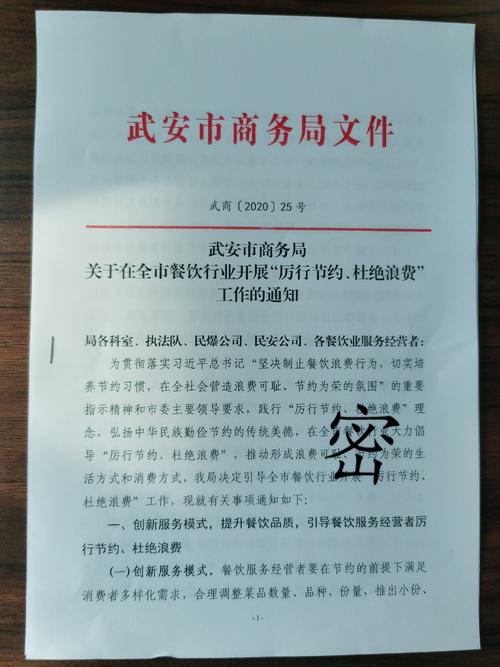 武安市商务局文件
武商〔2020〕25号
武安市商务局
关于在全市餐饮行业开展“厉行节约、杜绝浪费”
工作的通知
局各科室、执法队、民爆公司、民安公司、各餐饮业服务经营者：
为贯彻落实习近平总书记“坚决制止餐饮浪费行为，切实培
养节约习惯，在全社会营造浪费可耻、节约为荣的氛围”的重要
指示精神和市委主要领导要求，践行“厉行节约、杜绝浪费”理
念，弘扬中华民族勤俭节约的传统美德，在全市餐饮行业大力倡
导“厉行节约、杜绝浪费”，推动形成浪费可耻、节约为荣的生
活方式和消费方式，我局决定引导全市餐饮行业开展“厉行节约、
杜绝浪费”工作，现就有关事项通知如下：
密
一、创新服务模式，提升餐饮品质，引导餐饮服务经营者厉
行节约、杜绝浪费
（一）创新服务模式。餐饮服务经营者要在节约的前提下满足
消费者多样化需求，合理调整菜品数量、品种、份量，推出小份、
-1-